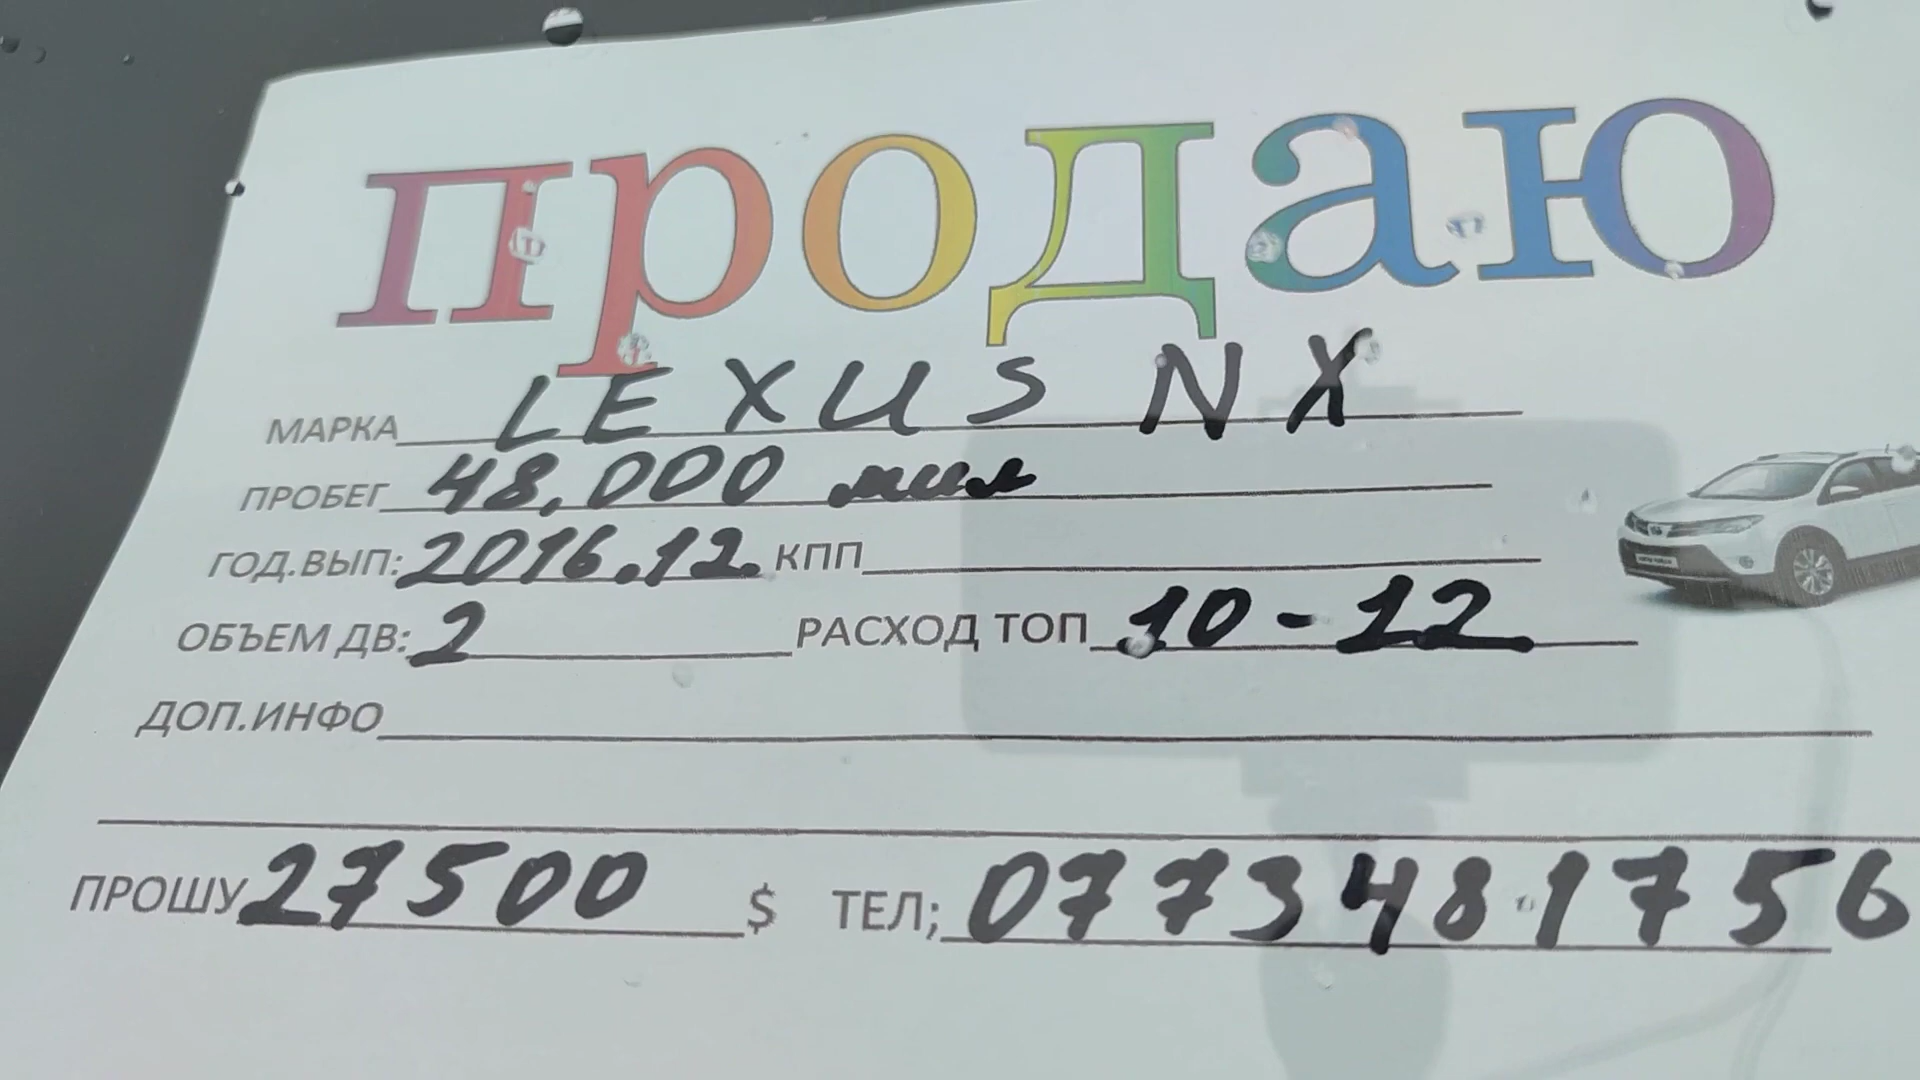 продаю
МАРКА LEXUS NX
ПРОБЕГ 48,000 мил
ГОД.ВЫП: 2016.12. КПП
ОБЪЕМ ДВ: 2 РАСХОД ТОП 10-12
ДОП.ИНФО
ПРОШУ 27500 $ ТЕЛ; 0773481756